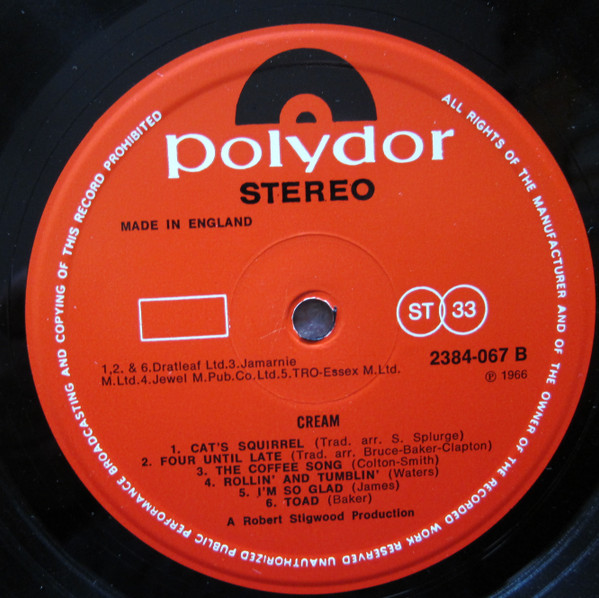 polydor
STEREO
MADE IN ENGLAND
ST 33
2384-067 B
℗ 1966
1,2. & 6.Dratleaf Ltd.3.Jamarnie
M.Ltd.4.Jewel M.Pub.Co.Ltd.5.TRO-Essex M.Ltd.
CREAM
1. CAT'S SQUIRREL (Trad. arr. S. Splurge)
2. FOUR UNTIL LATE (Trad. arr. Bruce-Baker-Clapton)
3. THE COFFEE SONG (Colton-Smith)
4. ROLLIN' AND TUMBLIN' (Waters)
5. I'M SO GLAD (James)
6. TOAD (Baker)
A Robert Stigwood Production
ALL RIGHTS OF THE MANUFACTURER AND OF THE OWNER OF THE RECORDED WORK RESERVED UNAUTHORIZED PUBLIC PERFORMANCE BROADCASTING AND COPYING OF THIS RECORD PROHIBITED